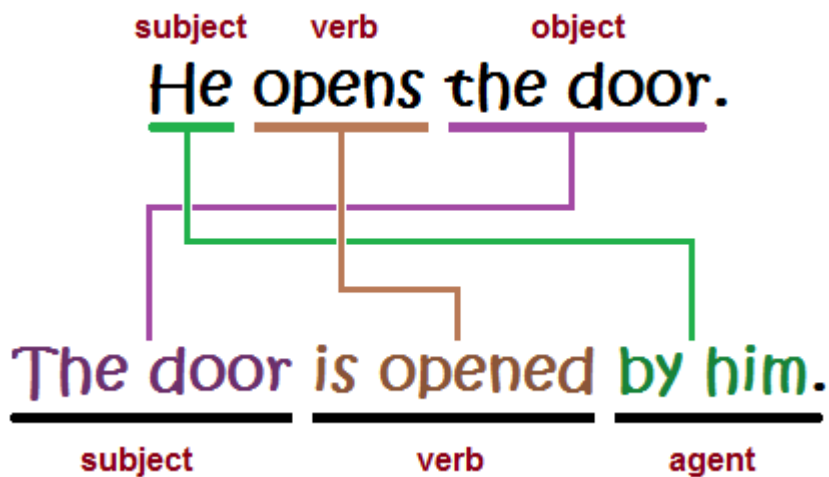 subject verb object
He opens the door.
The door is opened by him.
subject verb agent